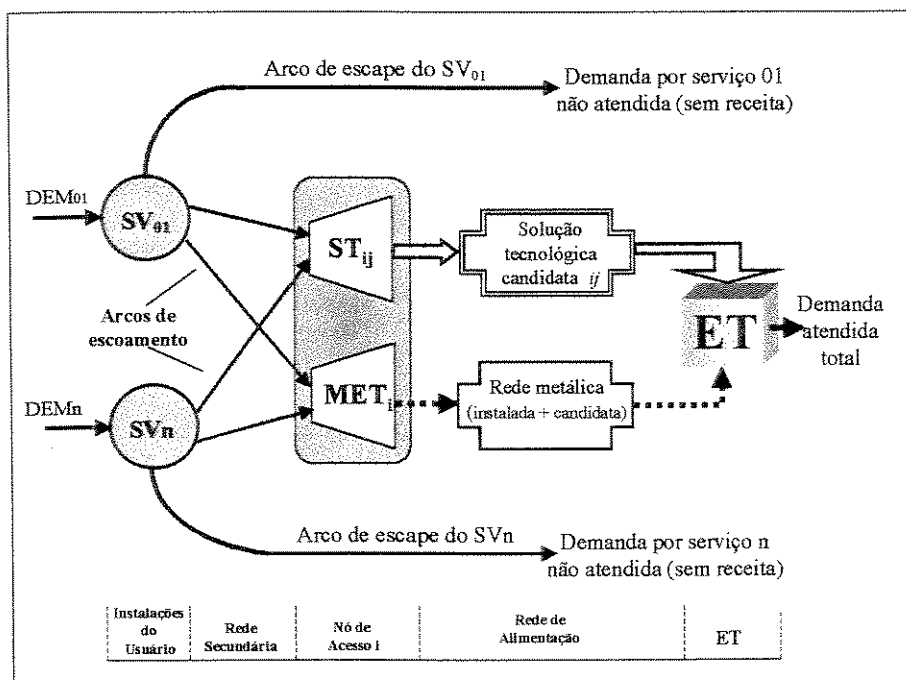 Arco de escape do SV01
Demanda por serviço 01
não atendida (sem receita)
DEM01
SV01
STij
Solução
tecnológica
candidata ij
Arcos de
escoamento
ET
Demanda
atendida
total
METi
Rede metálica
(instalada + candidata)
DEMn
SVn
Arco de escape do SVn
Demanda por serviço n
não atendida (sem receita)
Instalações
do
Usuário
Rede
Secundária
Nó de
Acesso i
Rede de
Alimentação
ET